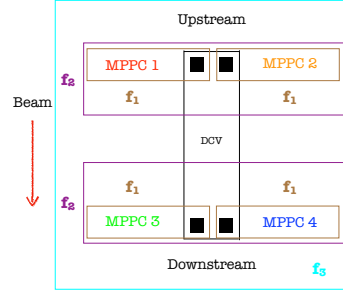 Upstream
MPPC 1 MPPC 2
f₂
f₁ f₁
Beam
DCV
f₁ f₁
f₂
MPPC 3 MPPC 4
Downstream
f₃